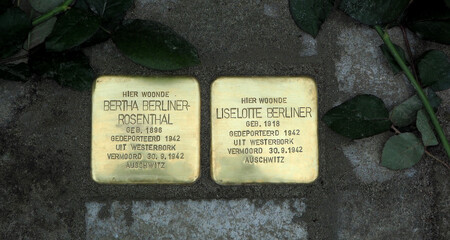 HIER WOONDE
BERTHA BERLINER-
ROSENTHAL
GEB. 1896
GEDEPORTEERD 1942
UIT WESTERBORK
VERMOORD 30.9.1942
AUSCHWITZ
HIER WOONDE
LISELOTTE BERLINER
GEB. 1918
GEDEPORTEERD 1942
UIT WESTERBORK
VERMOORD 30.9.1942
AUSCHWITZ